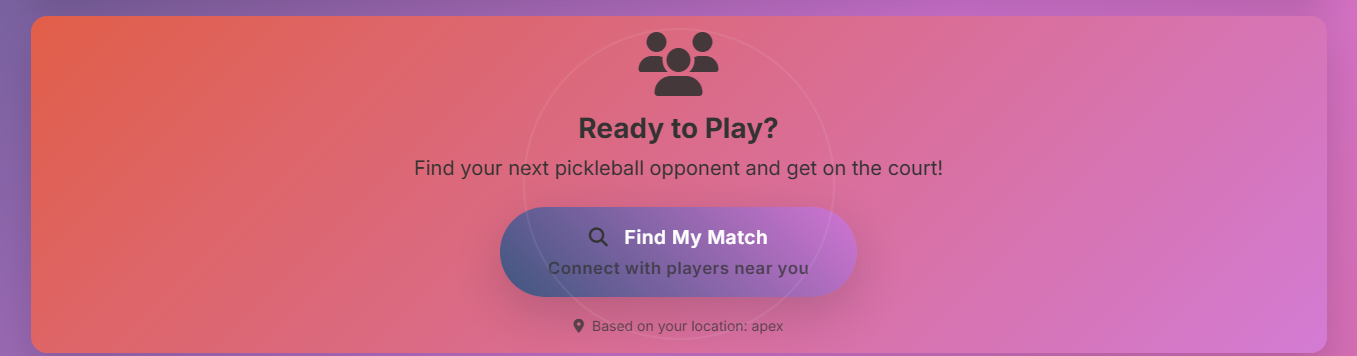 Ready to Play?
Find your next pickleball opponent and get on the court!
Find My Match
Connect with players near you
Based on your location: apex